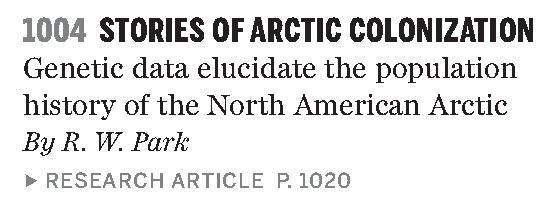 1004 STORIES OF ARCTIC COLONIZATION
Genetic data elucidate the population
history of the North American Arctic
By R. W. Park
▶ RESEARCH ARTICLE P. 1020